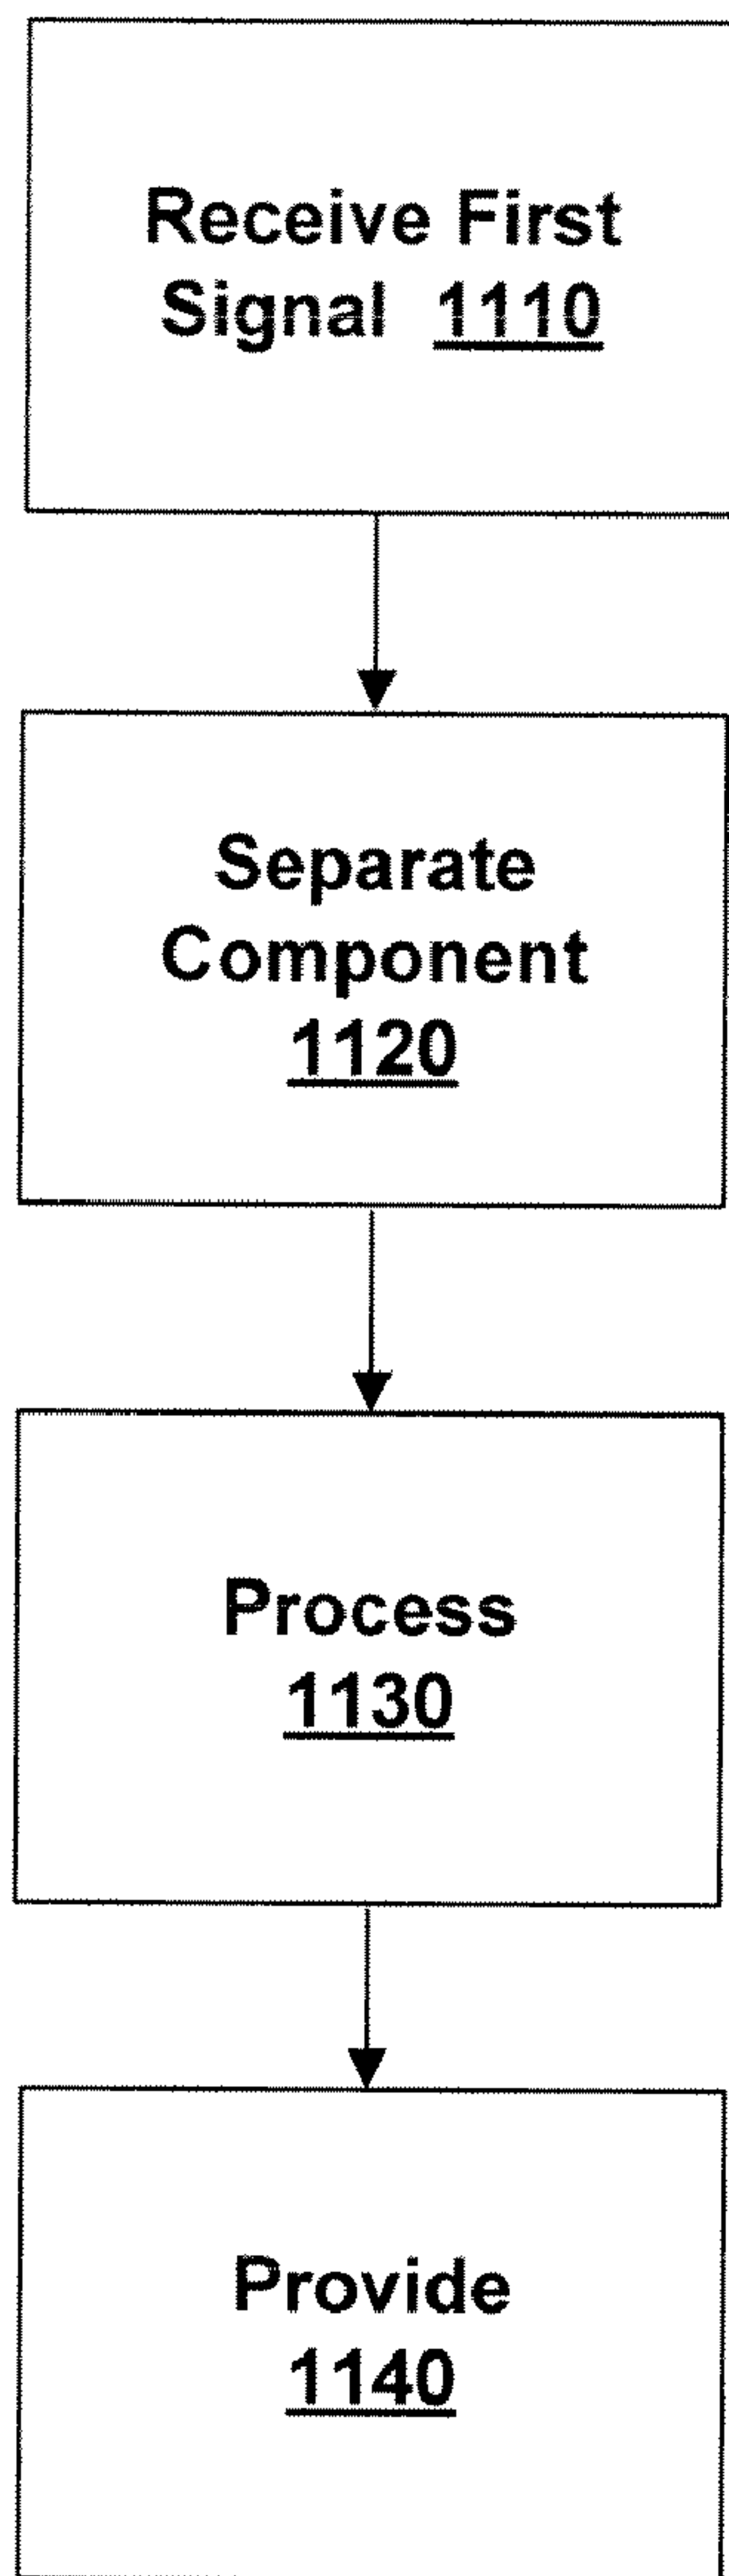 Receive First
Signal 1110
Separate
Component
1120
Process
1130
Provide
1140